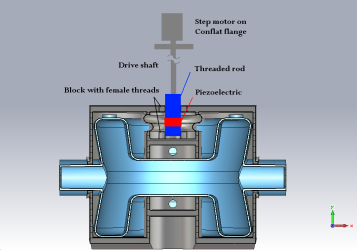 Step motor on
Conflat flange
Drive shaft
Threaded rod
Block with female threads
Piezoelectric